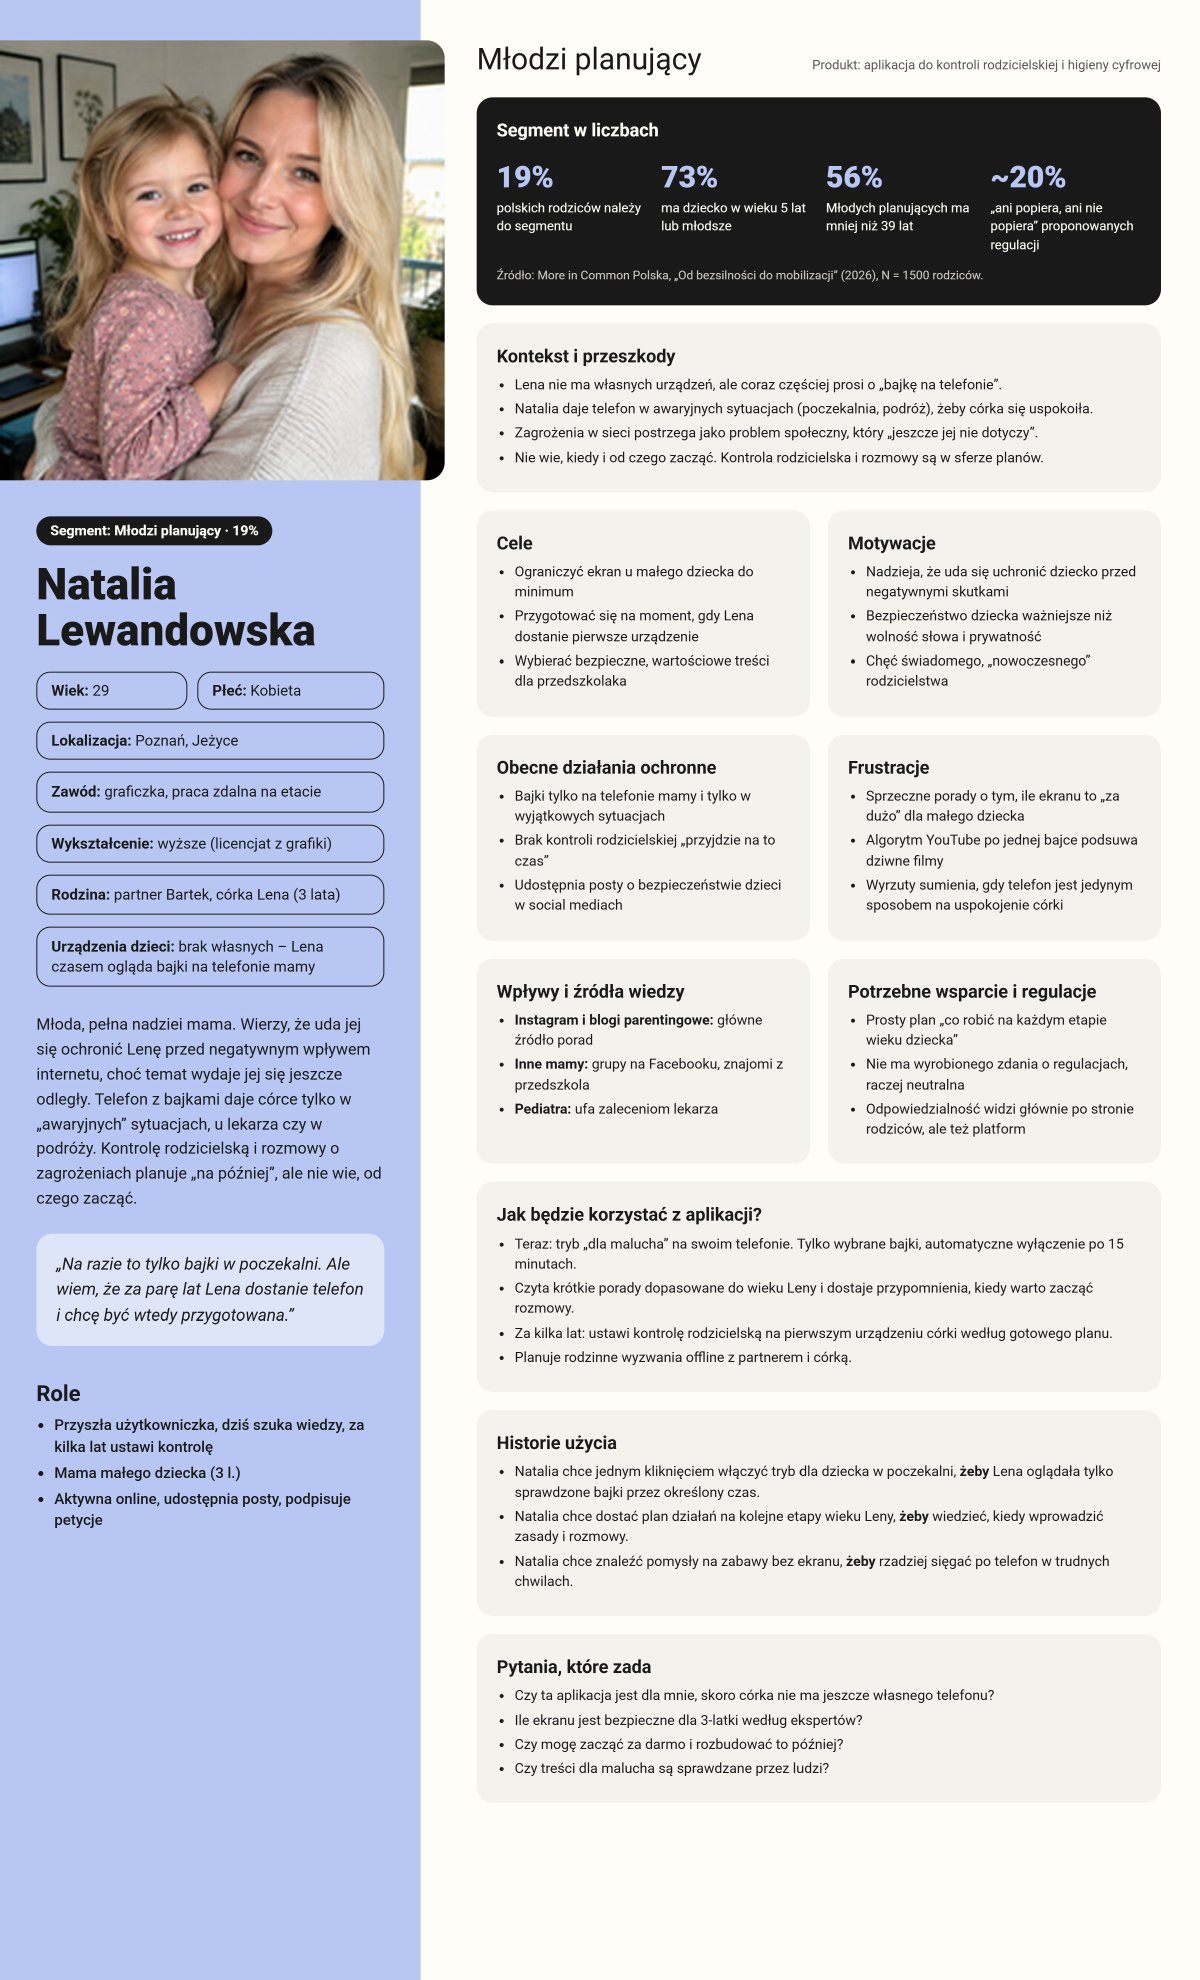 Segment: Młodzi planujący · 19%
Natalia
Lewandowska
Wiek: 29
Płeć: Kobieta
Lokalizacja: Poznań, Jeżyce
Zawód: graficzka, praca zdalna na etacie
Wykształcenie: wyższe (licencjat z grafiki)
Rodzina: partner Bartek, córka Lena (3 lata)
Urządzenia dzieci: brak własnych – Lena
czasem ogląda bajki na telefonie mamy
Młoda, pełna nadziei mama. Wierzy, że uda jej
się ochronić Lenę przed negatywnym wpływem
internetu, choć temat wydaje jej się jeszcze
odległy. Telefon z bajkami daje córce tylko w
„awaryjnych” sytuacjach, u lekarza czy w
podróży. Kontrolę rodzicielską i rozmowy o
zagrożeniach planuje „na później”, ale nie wie, od
czego zacząć.
„Na razie to tylko bajki w poczekalni. Ale
wiem, że za parę lat Lena dostanie telefon
i chcę być wtedy przygotowana.”
Role
• Przyszła użytkowniczka, dziś szuka wiedzy, za
kilka lat ustawi kontrolę
• Mama małego dziecka (3 l.)
• Aktywna online, udostępnia posty, podpisuje
petycje
Młodzi planujący
Produkt: aplikacja do kontroli rodzicielskiej i higieny cyfrowej
Segment w liczbach
19%
polskich rodziców należy
do segmentu
73%
ma dziecko w wieku 5 lat
lub młodsze
56%
Młodych planujących ma
mniej niż 39 lat
~20%
„ani popiera, ani nie
popiera” proponowanych
regulacji
Źródło: More in Common Polska, „Od bezsilności do mobilizacji” (2026), N = 1500 rodziców.
Kontekst i przeszkody
• Lena nie ma własnych urządzeń, ale coraz częściej prosi o „bajkę na telefonie”.
• Natalia daje telefon w awaryjnych sytuacjach (poczekalnia, podróż), żeby córka się uspokoiła.
• Zagrożenia w sieci postrzega jako problem społeczny, który „jeszcze jej nie dotyczy”.
• Nie wie, kiedy i od czego zacząć. Kontrola rodzicielska i rozmowy są w sferze planów.
Cele
• Ograniczyć ekran u małego dziecka do
minimum
• Przygotować się na moment, gdy Lena
dostanie pierwsze urządzenie
• Wybierać bezpieczne, wartościowe treści
dla przedszkolaka
Motywacje
• Nadzieja, że uda się uchronić dziecko przed
negatywnymi skutkami
• Bezpieczeństwo dziecka ważniejsze niż
wolność słowa i prywatność
• Chęć świadomego, „nowoczesnego”
rodzicielstwa
Obecne działania ochronne
• Bajki tylko na telefonie mamy i tylko w
wyjątkowych sytuacjach
• Brak kontroli rodzicielskiej „przyjdzie na to
czas”
• Udostępnia posty o bezpieczeństwie dzieci
w social mediach
Frustracje
• Sprzeczne porady o tym, ile ekranu to „za
dużo” dla małego dziecka
• Algorytm YouTube po jednej bajce podsuwa
dziwne filmy
• Wyrzuty sumienia, gdy telefon jest jedynym
sposobem na uspokojenie córki
Wpływy i źródła wiedzy
• Instagram i blogi parentingowe: główne
źródło porad
• Inne mamy: grupy na Facebooku, znajomi z
przedszkola
• Pediatra: ufa zaleceniom lekarza
Potrzebne wsparcie i regulacje
• Prosty plan „co robić na każdym etapie
wieku dziecka”
• Nie ma wyrobionego zdania o regulacjach,
raczej neutralna
• Odpowiedzialność widzi głównie po stronie
rodziców, ale też platform
Jak będzie korzystać z aplikacji?
• Teraz: tryb „dla malucha” na swoim telefonie. Tylko wybrane bajki, automatyczne wyłączenie po 15
minutach.
• Czyta krótkie porady dopasowane do wieku Leny i dostaje przypomnienia, kiedy warto zacząć
rozmowy.
• Za kilka lat: ustawi kontrolę rodzicielską na pierwszym urządzeniu córki według gotowego planu.
• Planuje rodzinne wyzwania offline z partnerem i córką.
Historie użycia
• Natalia chce jednym kliknięciem włączyć tryb dla dziecka w poczekalni, żeby Lena oglądała tylko
sprawdzone bajki przez określony czas.
• Natalia chce dostać plan działań na kolejne etapy wieku Leny, żeby wiedzieć, kiedy wprowadzić
zasady i rozmowy.
• Natalia chce znaleźć pomysły na zabawy bez ekranu, żeby rzadziej sięgać po telefon w trudnych
chwilach.
Pytania, które zada
• Czy ta aplikacja jest dla mnie, skoro córka nie ma jeszcze własnego telefonu?
• Ile ekranu jest bezpieczne dla 3-latki według ekspertów?
• Czy mogę zacząć za darmo i rozbudować to później?
• Czy treści dla malucha są sprawdzane przez ludzi?